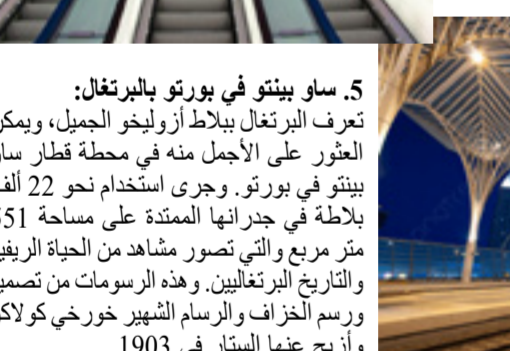 5. ساو بينتو في بورتو بالبرتغال:
تعرف البرتغال ببلاط أزوليخو الجميل، ويمكن
العثور على الأجمل منه في محطة قطار ساو
بينتو في بورتو. وجرى استخدام نحو 22 ألف
بلاطة في جدرانها الممتدة على مساحة 551
متر مربع والتي تصور مشاهد من الحياة الريفية
والتاريخ البرتغاليين. وهذه الرسومات من تصميم
ورسم الخزاف والرسام الشهير خورخي كولاكو
وأزيح عنها الستار في 1903